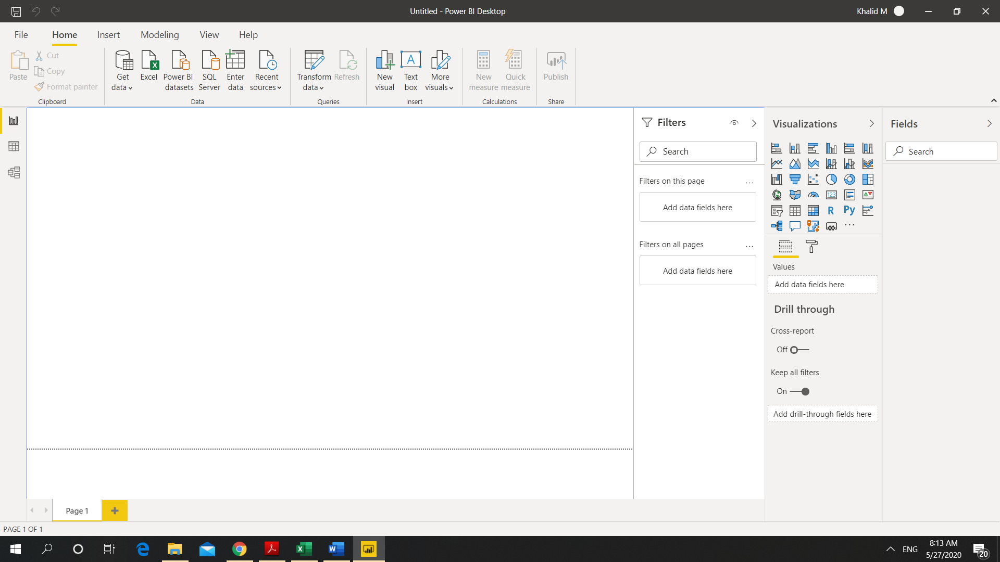 Untitled - Power BI Desktop
Khalid M
File Home Insert Modeling View Help
Paste
Cut
Copy
Format painter
Clipboard
Get data
Excel
Power BI datasets
SQL Server
Enter data
Recent sources
Data
Transform data
Refresh
Queries
New visual
Text box
More visuals
Insert
New measure
Quick measure
Calculations
Publish
Share
Filters
Search
Filters on this page ...
Add data fields here
Filters on all pages ...
Add data fields here
Visualizations
123
R Py
...
Values
Add data fields here
Drill through
Cross-report
Off
Keep all filters
On
Add drill-through fields here
Fields
Search
Page 1
PAGE 1 OF 1
ENG
8:13 AM
5/27/2020
20